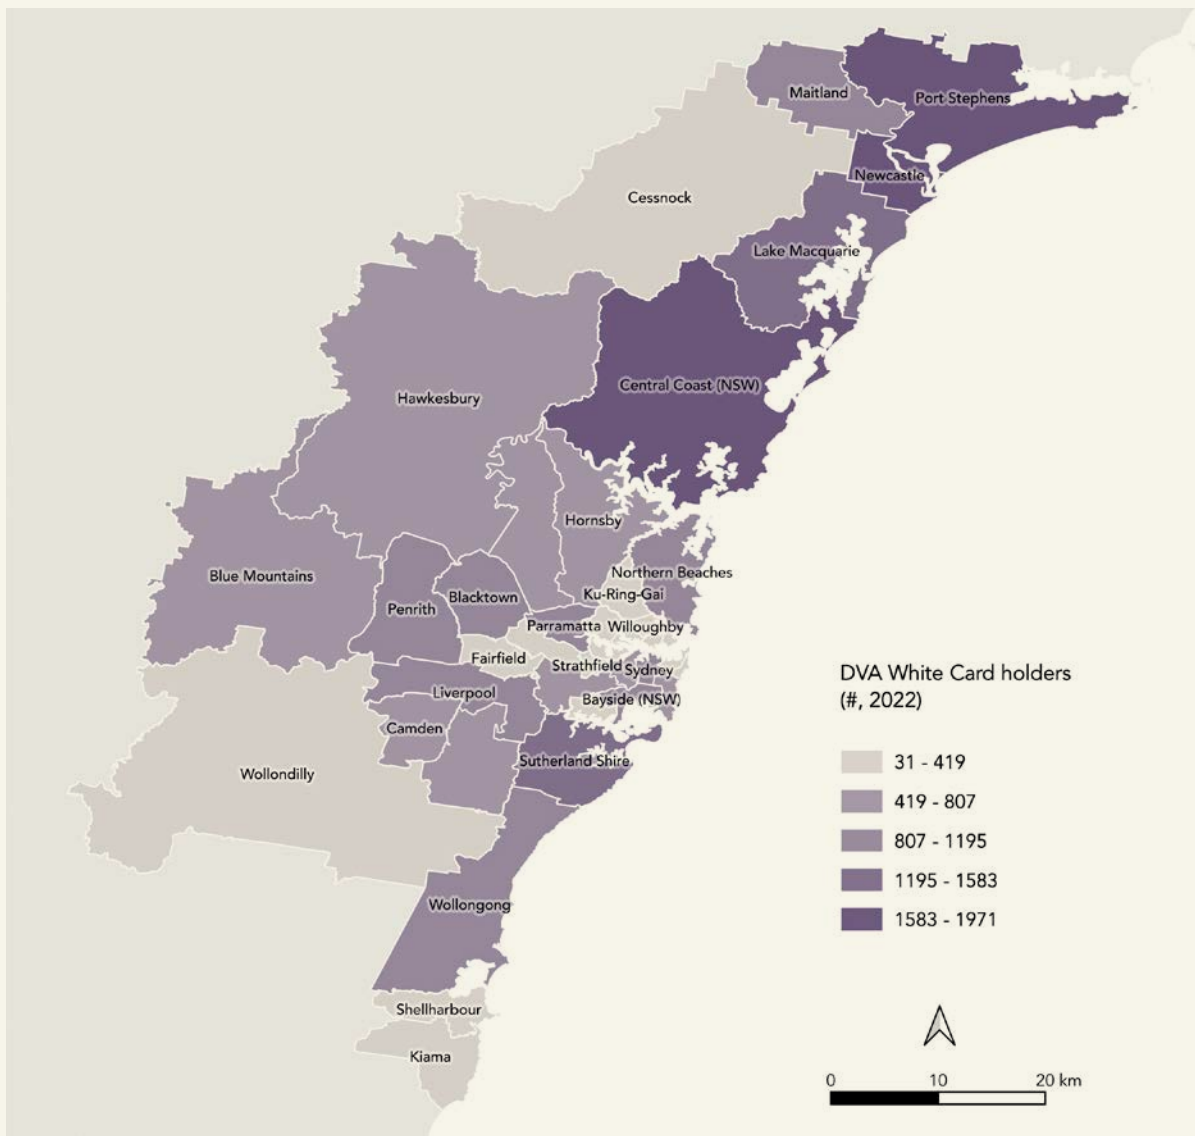 Maitland
Port Stephens
Newcastle
Cessnock
Lake Macquarie
Central Coast (NSW)
Hawkesbury
Hornsby
Northern Beaches
Blue Mountains
Ku-Ring-Gai
Blacktown
Penrith
Parramatta
Willoughby
Fairfield
Strathfield
Sydney
Liverpool
Bayside (NSW)
Camden
Sutherland Shire
Wollondilly
Wollongong
Shellharbour
Kiama
DVA White Card holders
(#, 2022)
31 - 419
419 - 807
807 - 1195
1195 - 1583
1583 - 1971
0 10 20 km